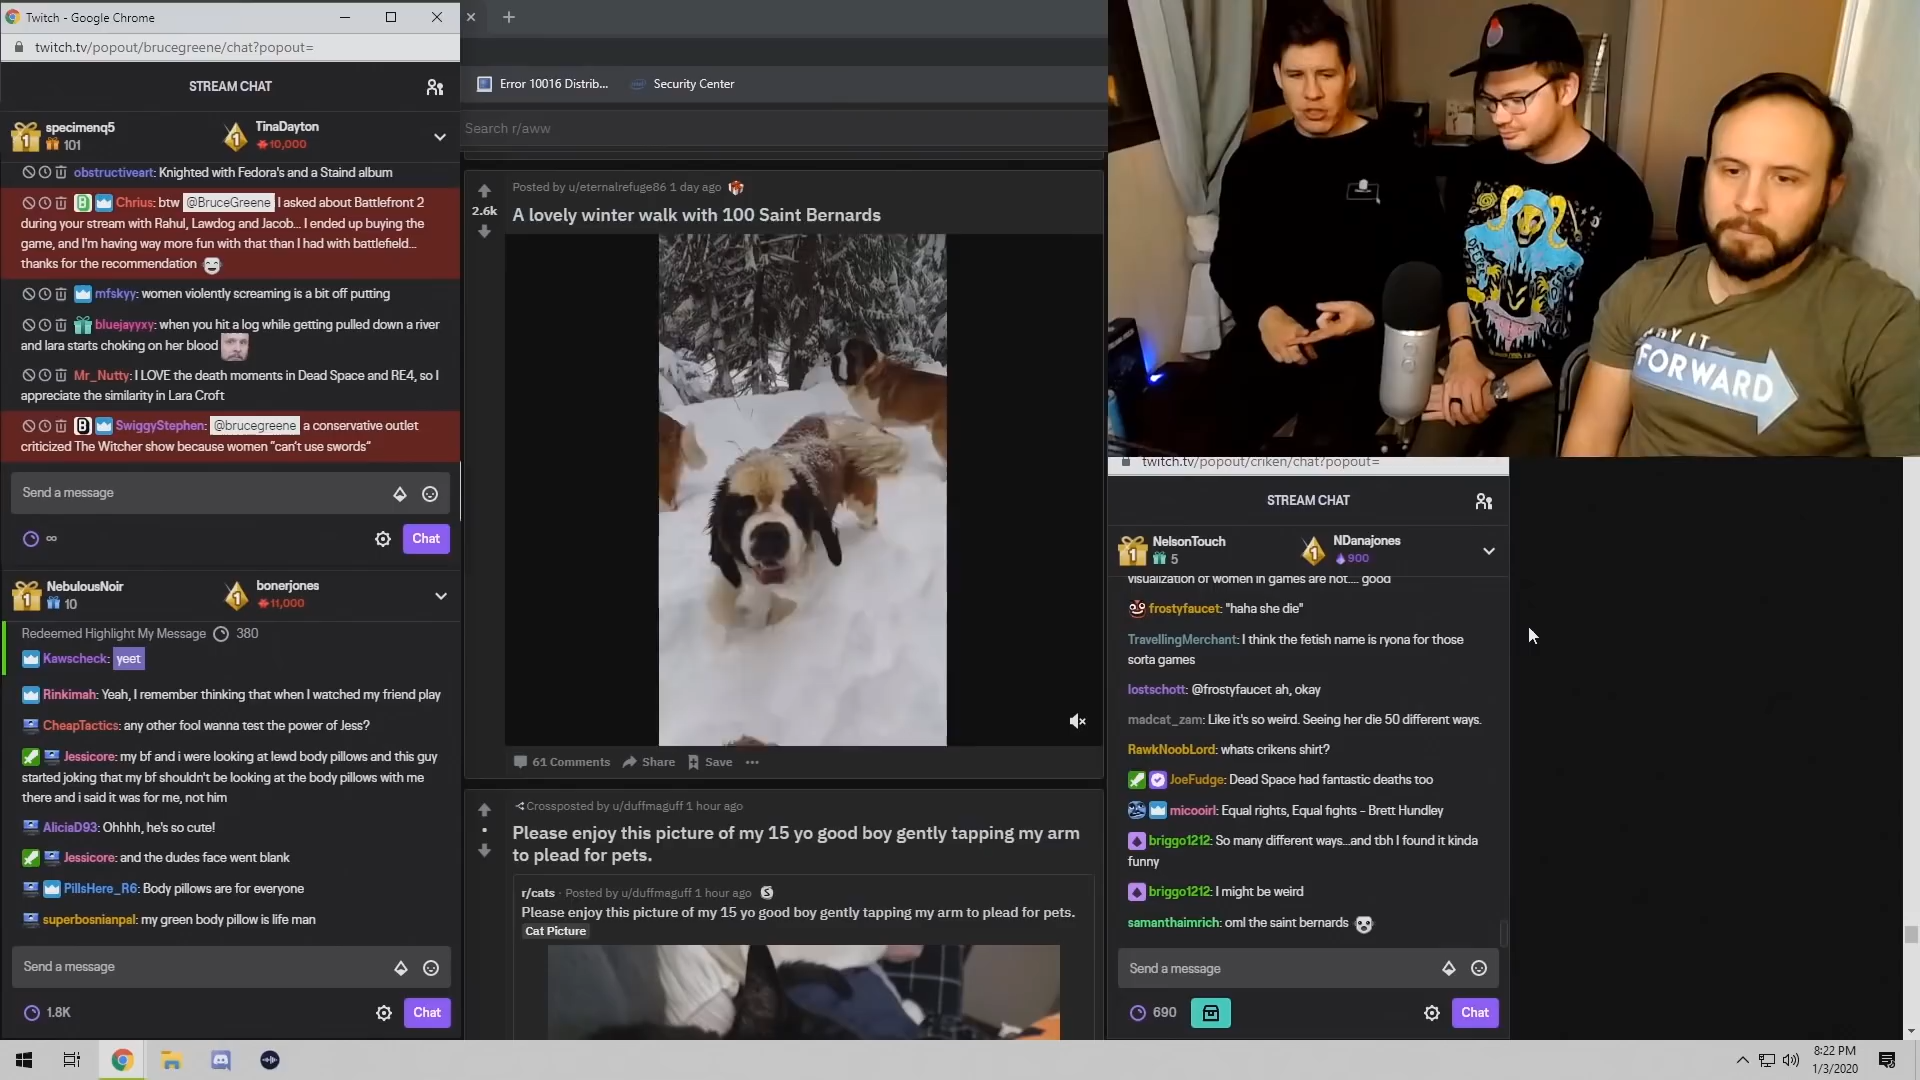 Twitch - Google Chrome
twitch.tv/popout/brucegreene/chat?popout=
STREAM CHAT
specimenq5
101
TinaDayton
10,000
obstructiveart: Knighted with Fedora's and a Staind album
Chrius: btw @BruceGreene I asked about Battlefront 2
during your stream with Rahul, Lawdog and Jacob... I ended up buying the
game, and I'm having way more fun with that than I had with battlefeild...
thanks for the recommendation
mfskyy: women violently screaming is a bit off putting
bluejayyxy: when you hit a log while getting pulled down a river
and lara starts choking on her blood
Mr_Nutty: I LOVE the death moments in Dead Space and RE4, so I
appreciate the similarity in Lara Croft
SwiggyStephen: @brucegreene a conservative outlet
criticized The Witcher show because women "can't use swords"
Send a message
∞
Chat
NebulousNoir
10
bonerjones
11,000
Redeemed Highlight My Message 380
Kawscheck: yeet
Rinkimah: Yeah, I remember thinking that when I watched my friend play
CheapTactics: any other fool wanna test the power of Jess?
Jessicore: my bf and i were looking at lewd body pillows and this guy
started joking that my bf shouldn't be looking at the body pillows with me
there and i said it was for me, not him
AliciaD93: Ohhhh, he's so cute!
Jessicore: and the dudes face went blank
PillsHere_R6: Body pillows are for everyone
superbosnianpal: my green body pillow is life man
Send a message
1.8K
Chat
Error 10016 Distrib...
Security Center
Search r/aww
Posted by u/eternalrefuge86 1 day ago
2.6k
A lovely winter walk with 100 Saint Bernards
61 Comments Share Save
Crossposted by u/duffmaguff 1 hour ago
Please enjoy this picture of my 15 yo good boy gently tapping my arm
to plead for pets.
r/cats · Posted by u/duffmaguff 1 hour ago
Please enjoy this picture of my 15 yo good boy gently tapping my arm to plead for pets.
Cat Picture
FORWARD
twitch.tv/popout/criken/chat?popout=
STREAM CHAT
NelsonTouch
5
NDanajones
900
visualization of women in games are not.... good
frostyfaucet: "haha she die"
TravellingMerchant: I think the fetish name is ryona for those
sorta games
lostschott: @frostyfaucet ah, okay
madcat_zam: Like it's so weird. Seeing her die 50 different ways.
RawkNoobLord: whats crikens shirt?
JoeFudge: Dead Space had fantastic deaths too
micooirl: Equal rights, Equal fights - Brett Hundley
briggo1212: So many different ways...and tbh I found it kinda
funny
briggo1212: I might be weird
samanthaimrich: oml the saint bernards
Send a message
690
Chat
8:22 PM
1/3/2020